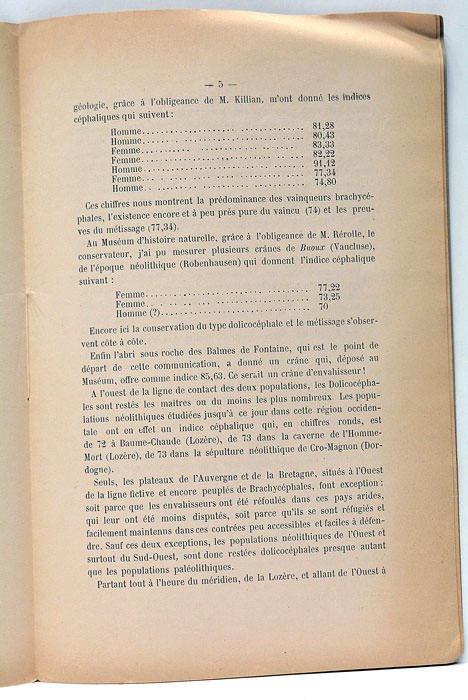 — 5 —
géologie, grâce à l'obligeance de M. Killian, m'ont donné les indices
céphaliques qui suivent :
Homme........................................ 81,28
Homme........................................ 80,43
Femme........................................ 83,33
Femme........................................ 82,22
Homme........................................ 91,12
Femme........................................ 77,34
Homme........................................ 74,80
Ces chiffres nous montrent la prédominance des vainqueurs brachycé-
phales, l'existence encore et à peu près pure du vaincu (74) et les preu-
ves du métissage (77,34).
Au Muséum d'histoire naturelle, grâce à l'obligeance de M. Rérolle, le
conservateur, j'ai pu mesurer plusieurs crânes de Buoux (Vaucluse),
de l'époque néolithique (Robenhausen) qui donnent l'indice céphalique
suivant :
Femme........................................ 77,22
Femme........................................ 73,25
Homme (?)........................................ 70
Encore ici la conservation du type dolicocéphale et le métissage s'obser-
vent côte à côte.
Enfin l'abri sous roche des Balmes de Fontaine, qui est le point de
départ de cette communication, a donné un crâne qui, déposé au
Muséum, offre comme indice 85,63. Ce serait un crâne d'envahisseur !
A l'ouest de la ligne de contact des deux populations, les Dolicocépha-
les sont restés les maîtres ou du moins les plus nombreux. Les popu-
lations néolithiques étudiées jusqu'à ce jour dans cette région occiden-
tale ont en effet un indice céphalique qui, en chiffres ronds, est
de 72 à Baume-Chaude (Lozère), de 73 dans la caverne de l'Homme-
Mort (Lozère), de 73 dans la sépulture néolithique de Cro-Magnon (Dor-
dogne).
Seuls, les plateaux de l'Auvergne et de la Bretagne, situés à l'Ouest
de la ligne fictive et encore peuplés de Brachycéphales, font exception :
soit parce que les envahisseurs ont été refoulés dans ces pays arides,
qui leur ont été moins disputés, soit parce qu'ils se sont réfugiés et
facilement maintenus dans ces contrées peu accessibles et faciles à défen-
dre. Sauf ces deux exceptions, les populations néolithiques de l'Ouest et
surtout du Sud-Ouest, sont donc restées dolicocéphales presque autant
que les populations paléolithiques.
Partant tout à l'heure du méridien, de la Lozère, et allant de l'Ouest à